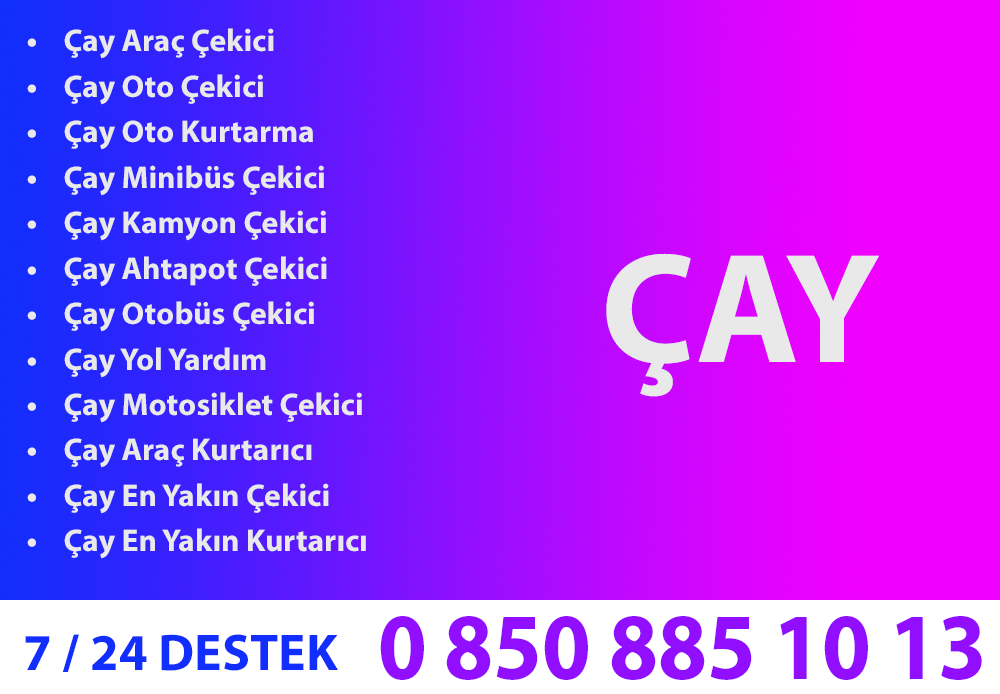 • Çay Araç Çekici
• Çay Oto Çekici
• Çay Oto Kurtarma
• Çay Minibüs Çekici
• Çay Kamyon Çekici
• Çay Ahtapot Çekici
• Çay Otobüs Çekici
• Çay Yol Yardım
• Çay Motosiklet Çekici
• Çay Araç Kurtarıcı
• Çay En Yakın Çekici
• Çay En Yakın Kurtarıcı
ÇAY
7 / 24 DESTEK 0 850 885 10 13